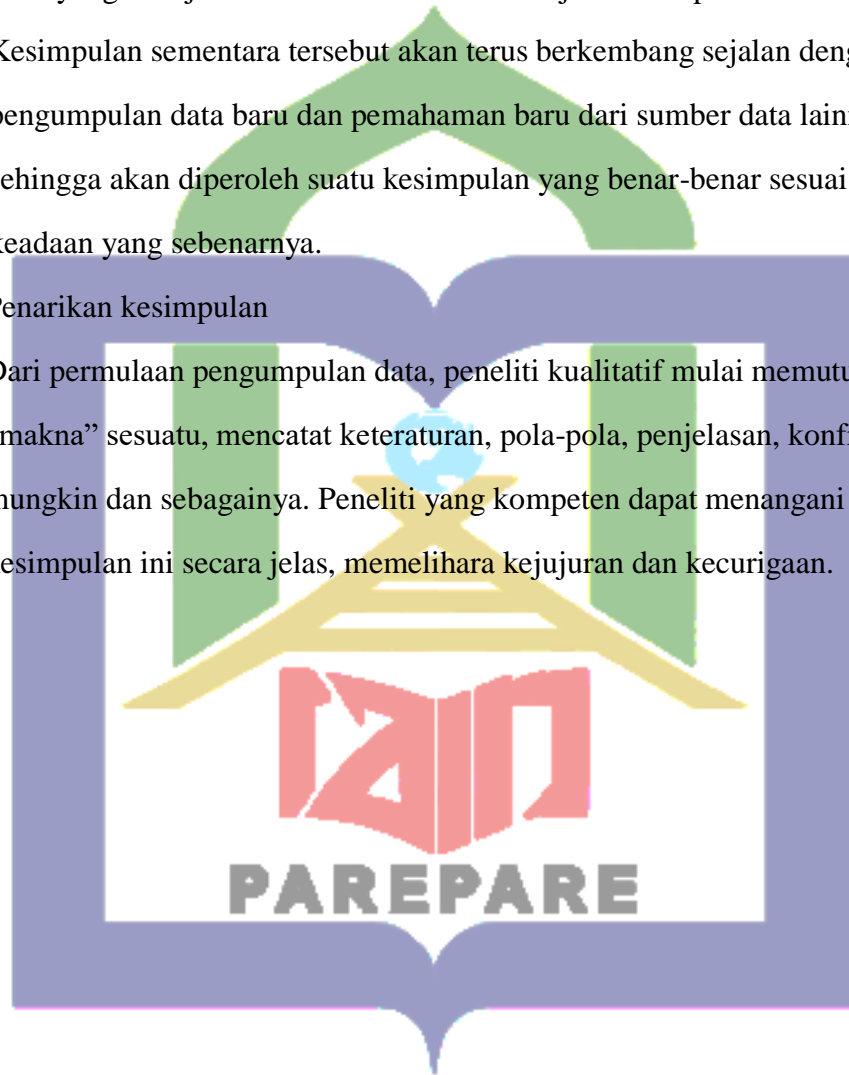 Kesimpulan sementara tersebut akan terus berkembang sejalan deng
pengumpulan data baru dan pemahaman baru dari sumber data lain
sehingga akan diperoleh suatu kesimpulan yang benar-benar sesuai
keadaan yang sebenarnya.
Penarikan kesimpulan
Dari permulaan pengumpulan data, peneliti kualitatif mulai memutu
makna” sesuatu, mencatat keteraturan, pola-pola, penjelasan, konfi
mungkin dan sebagainya. Peneliti yang kompeten dapat menangani
kesimpulan ini secara jelas, memelihara kejujuran dan kecurigaan.
iain
PAREPARE